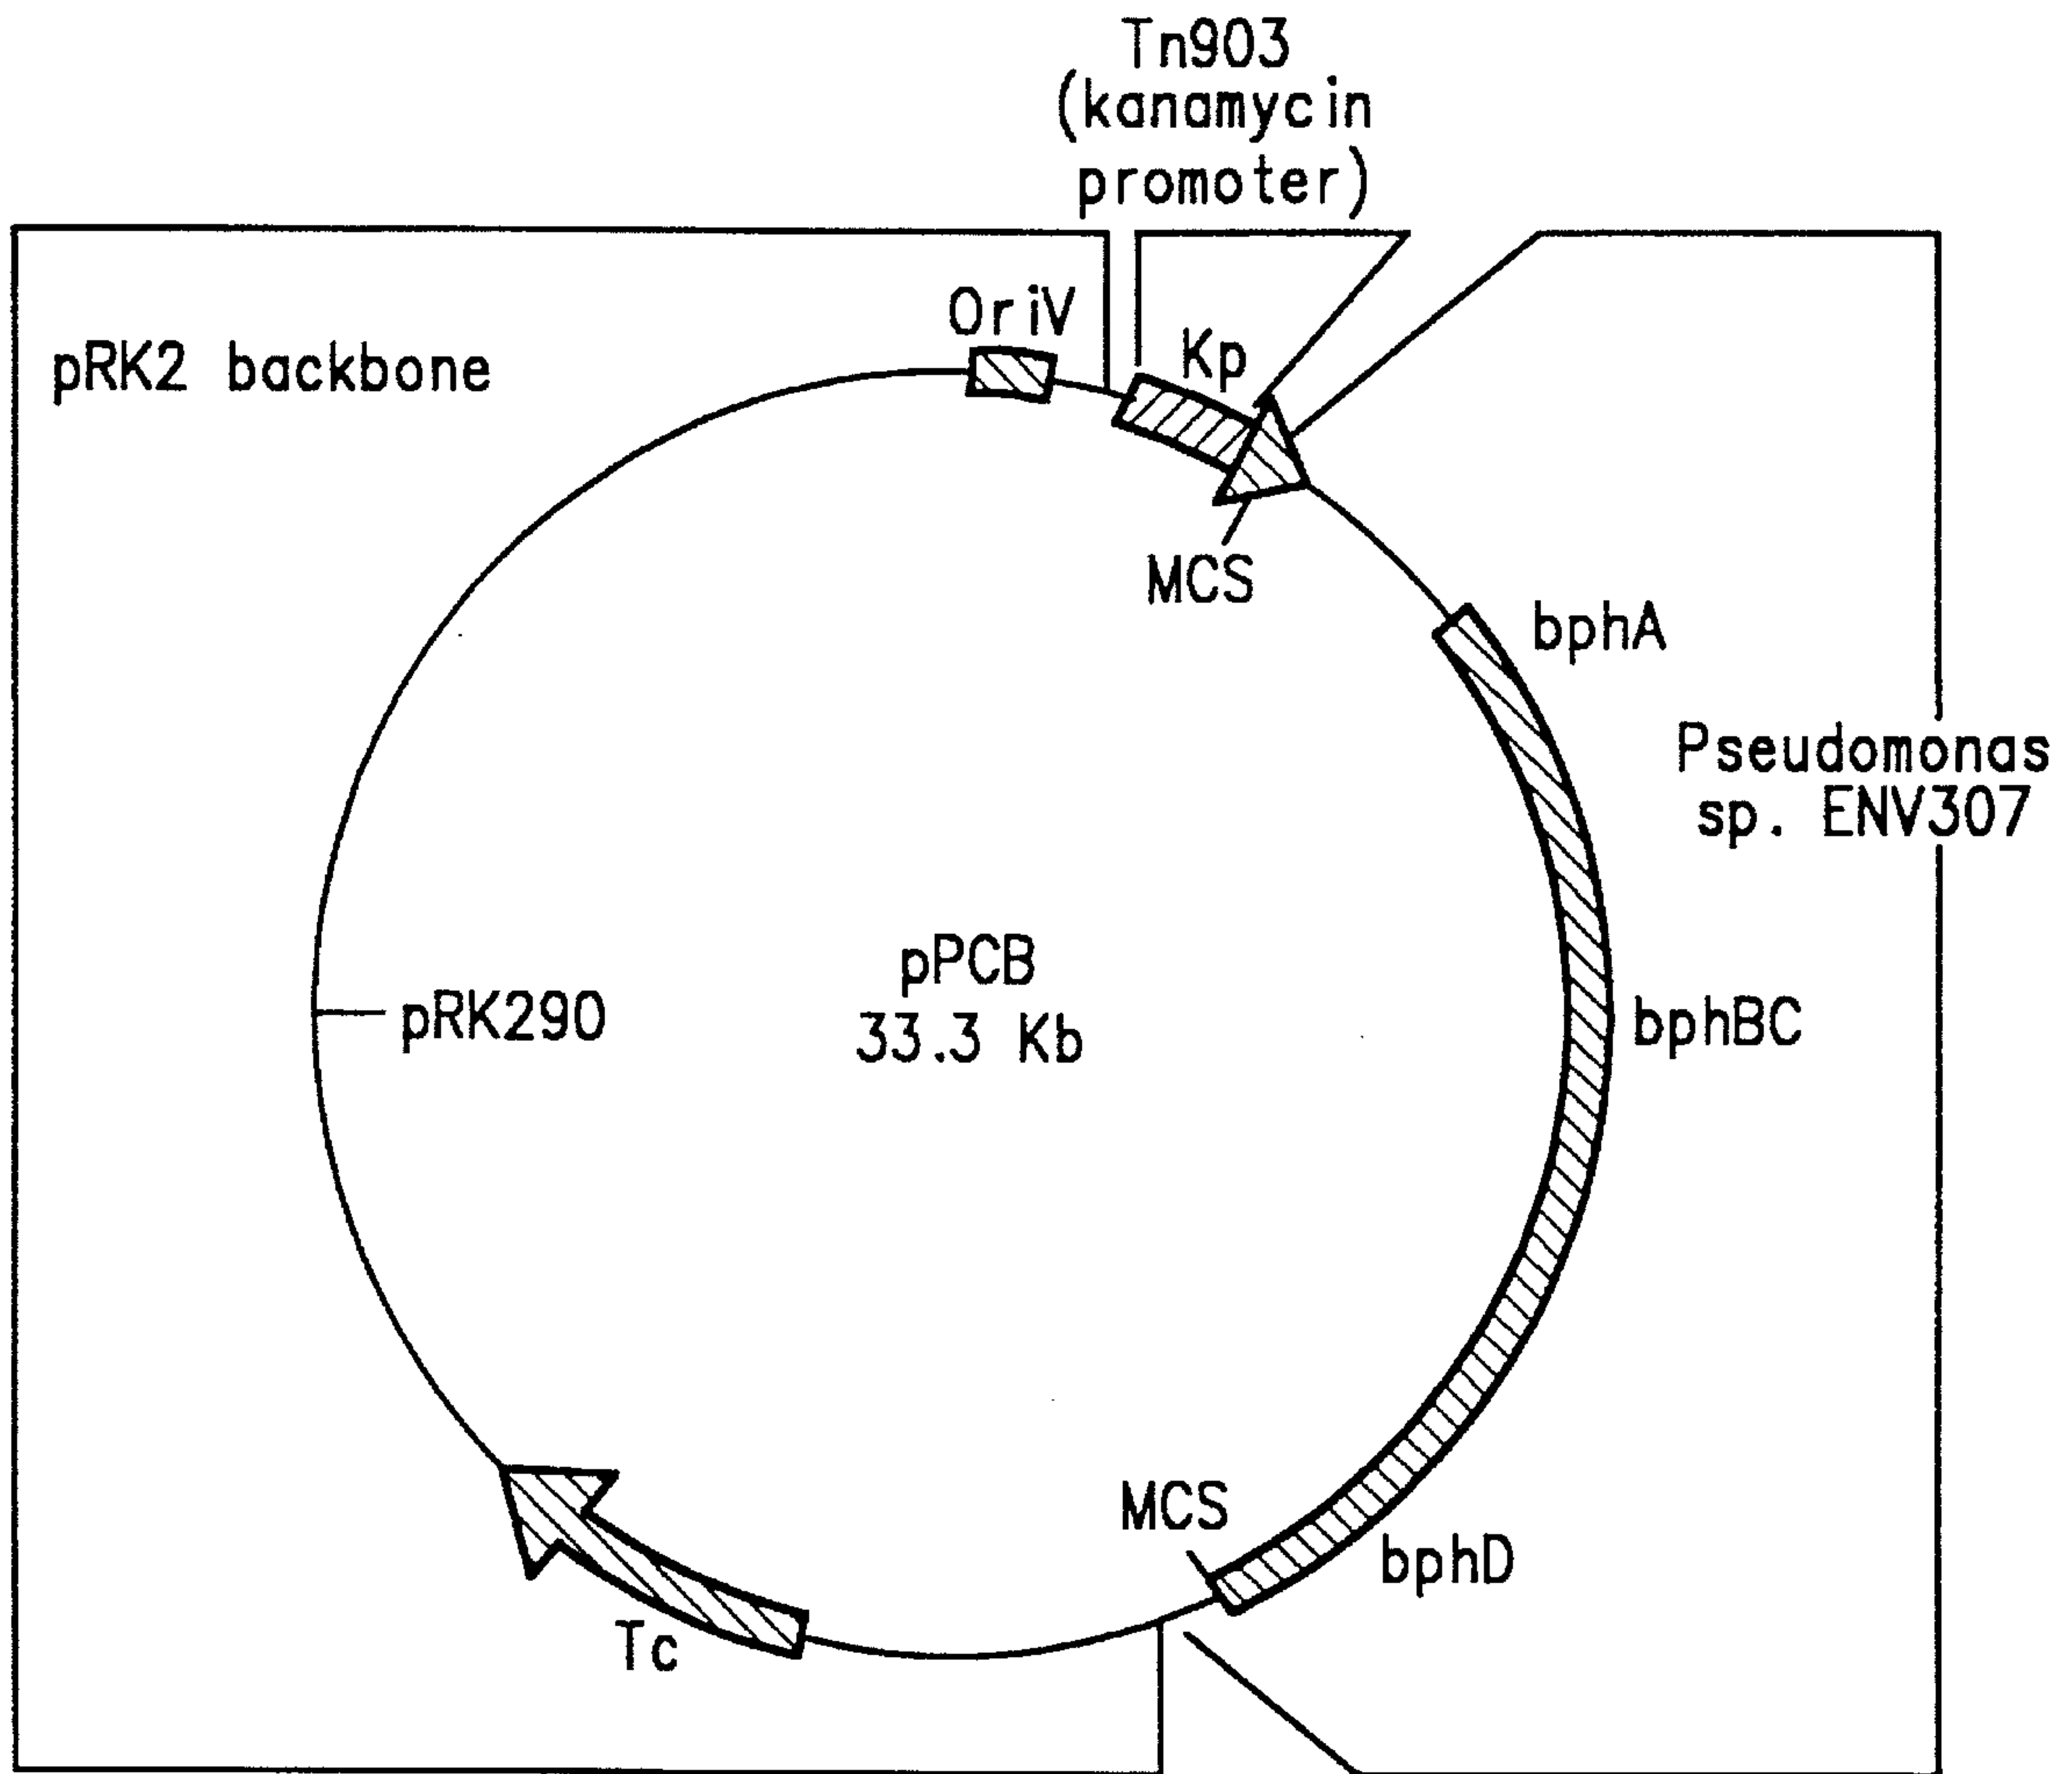 Tn903
(kanamycin
promoter)
OriV
Kp
pRK2 backbone
MCS
bphA
Pseudomonas
sp. ENV307
pPCB
33.3 Kb
pRK290
bphBC
MCS
bphD
Tc